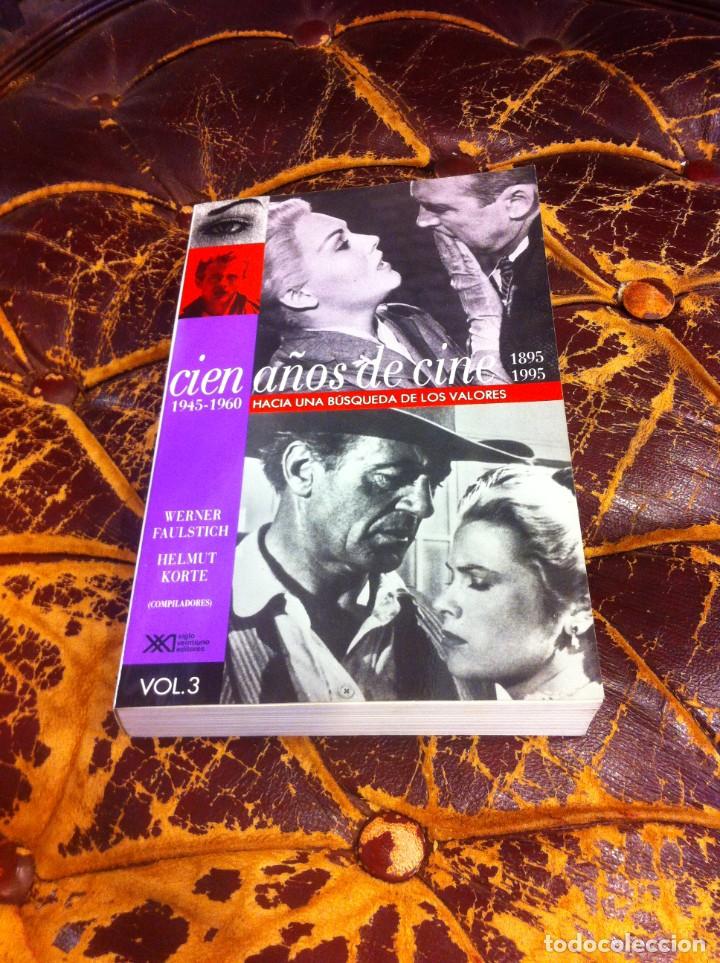 cien años de cine 1895
1995
1945-1960 HACIA UNA BÚSQUEDA DE LOS VALORES
WERNER
FAULSTICH
HELMUT
KORTE
(COMPILADORES)
siglo
veintiuno
editores
VOL.3
todocoleccion